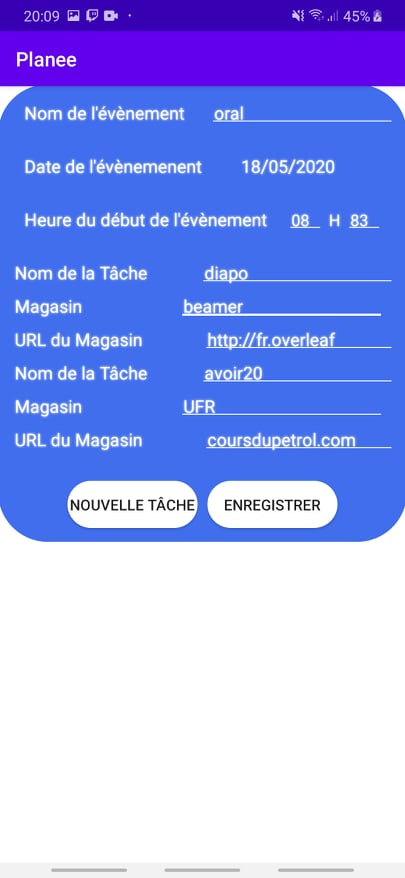 20:09 45%
Planee
Nom de l'évènement oral
Date de l'évènemenent 18/05/2020
Heure du début de l'évènement 08 H 83
Nom de la Tâche diapo
Magasin beamer
URL du Magasin http://fr.overleaf
Nom de la Tâche avoir20
Magasin UFR
URL du Magasin coursdupetrol.com
NOUVELLE TÂCHE ENREGISTRER